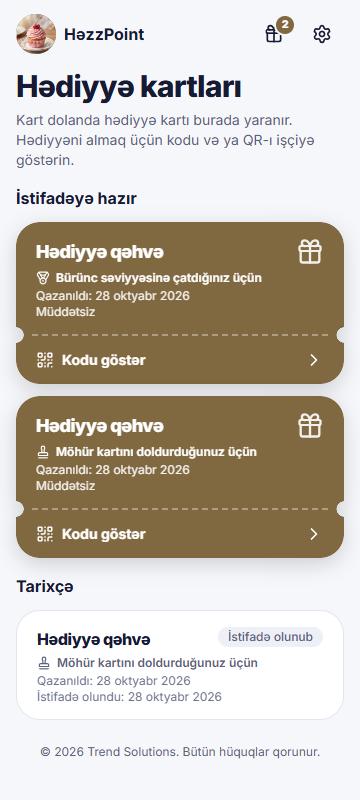 HəzzPoint
2
Hədiyyə kartları
Kart dolanda hədiyyə kartı burada yaranır.
Hədiyyəni almaq üçün kodu və ya QR-ı işçiyə
göstərin.
İstifadəyə hazır
Hədiyyə qəhvə
Bürünc səviyyəsinə çatdığınız üçün
Qazanıldı: 28 oktyabr 2026
Müddətsiz
Kodu göstər
Hədiyyə qəhvə
Möhür kartını doldurduğunuz üçün
Qazanıldı: 28 oktyabr 2026
Müddətsiz
Kodu göstər
Tarixçə
Hədiyyə qəhvə
İstifadə olunub
Möhür kartını doldurduğunuz üçün
Qazanıldı: 28 oktyabr 2026
İstifadə olundu: 28 oktyabr 2026
© 2026 Trend Solutions. Bütün hüquqlar qorunur.